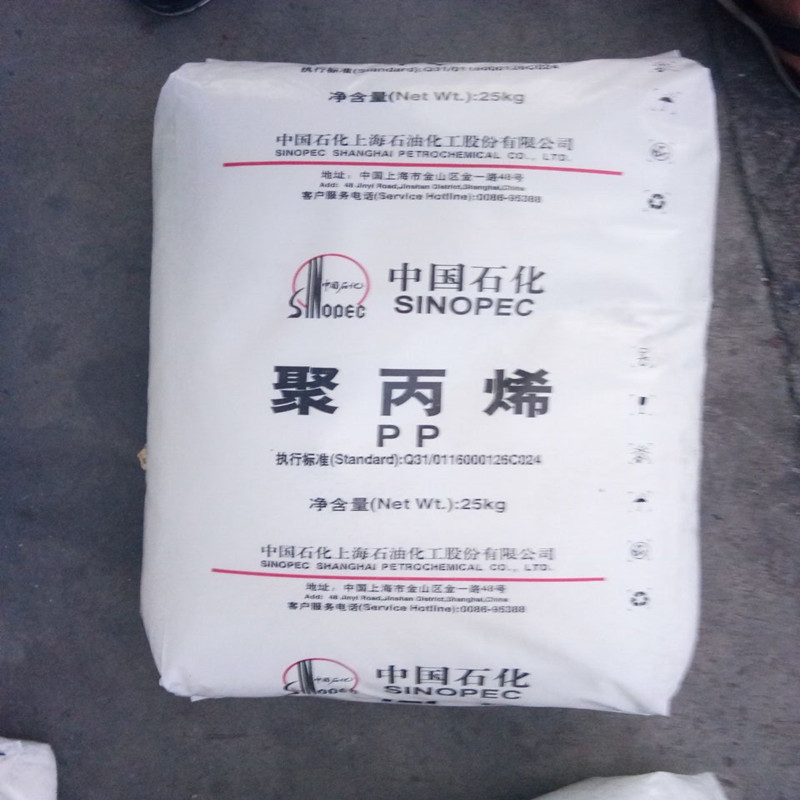 执行标准(Standard):Q31/0116000126C024
净含量(Net Wt.):25kg
中国石化上海石油化工股份有限公司
SINOPEC SHANGHAI PETROCHEMICAL CO., LTD.
地址：中国上海市金山区金一路48号
Add: 48 Jinyi Road,Jinshan District,Shanghai,China
客户服务电话(Service Hotline):0086-95388
中国石化
SINOPEC
中国石化
SINOPEC
聚丙烯
PP
执行标准(Standard):Q31/0116000126C024
净含量(Net Wt.):25kg
中国石化上海石油化工股份有限公司
SINOPEC SHANGHAI PETROCHEMICAL CO., LTD.
地址：中国上海市金山区金一路48号
Add: 48 Jinyi Road,Jinshan District,Shanghai,China
客户服务电话(Service Hotline):0086-95388
中国石化
SINOPEC
中国石化
SINOPEC